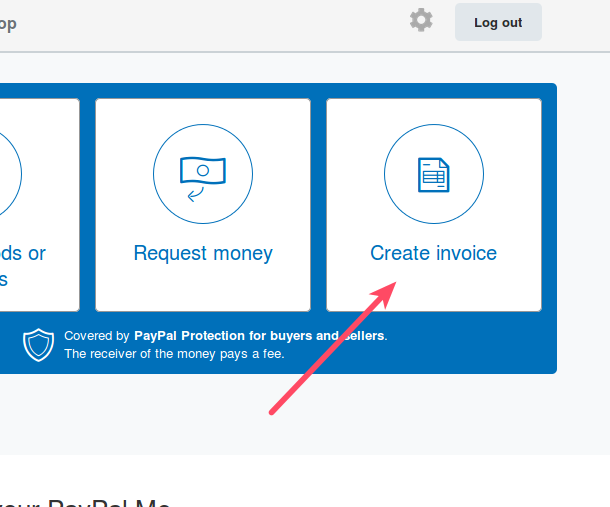 op
Log out
ds or
s
Request money
Create invoice
Covered by PayPal Protection for buyers and sellers.
The receiver of the money pays a fee.
your PayPal.Me